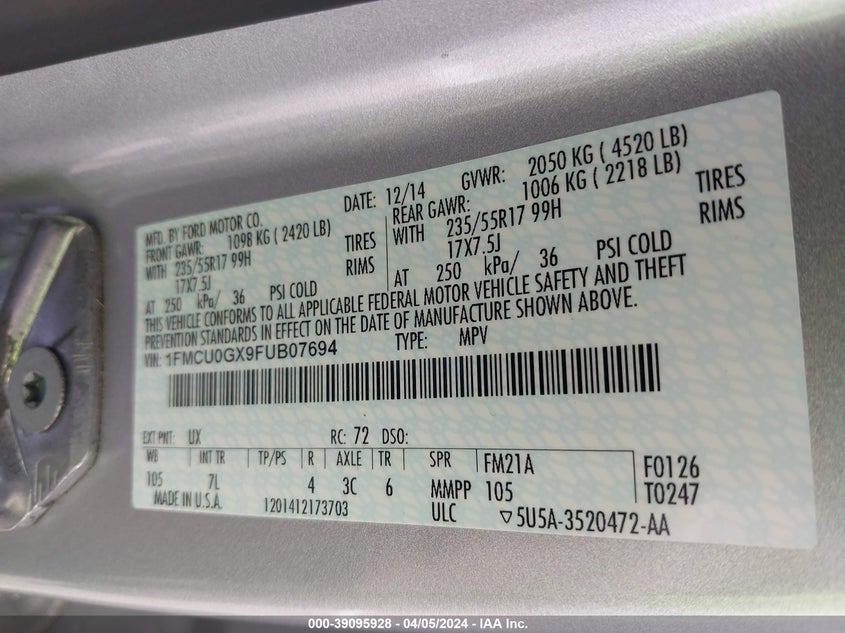 MFD. BY FORD MOTOR CO.
DATE: 12/14 GVWR: 2050 KG ( 4520 LB)
FRONT GAWR: 1098 KG ( 2420 LB)
REAR GAWR: 1006 KG ( 2218 LB)
WITH 235/55R17 99H TIRES
WITH 235/55R17 99H TIRES
17X7.5J RIMS
17X7.5J RIMS
AT 250 kPa/ 36 PSI COLD
AT 250 kPa/ 36 PSI COLD
THIS VEHICLE CONFORMS TO ALL APPLICABLE FEDERAL MOTOR VEHICLE SAFETY AND THEFT
PREVENTION STANDARDS IN EFFECT ON THE DATE OF MANUFACTURE SHOWN ABOVE.
VIN: 1FMCU0GX9FUB07694 TYPE: MPV
EXT PNT: UX RC: 72 DSO:
WB INT TR TP/PS R AXLE TR SPR FM21A F0126
105 7L 4 3C 6 MMPP 105 T0247
MADE IN U.S.A. 1201412173703 ULC ▽5U5A-3520472-AA
000-39095928 - 04/05/2024 - IAA Inc.